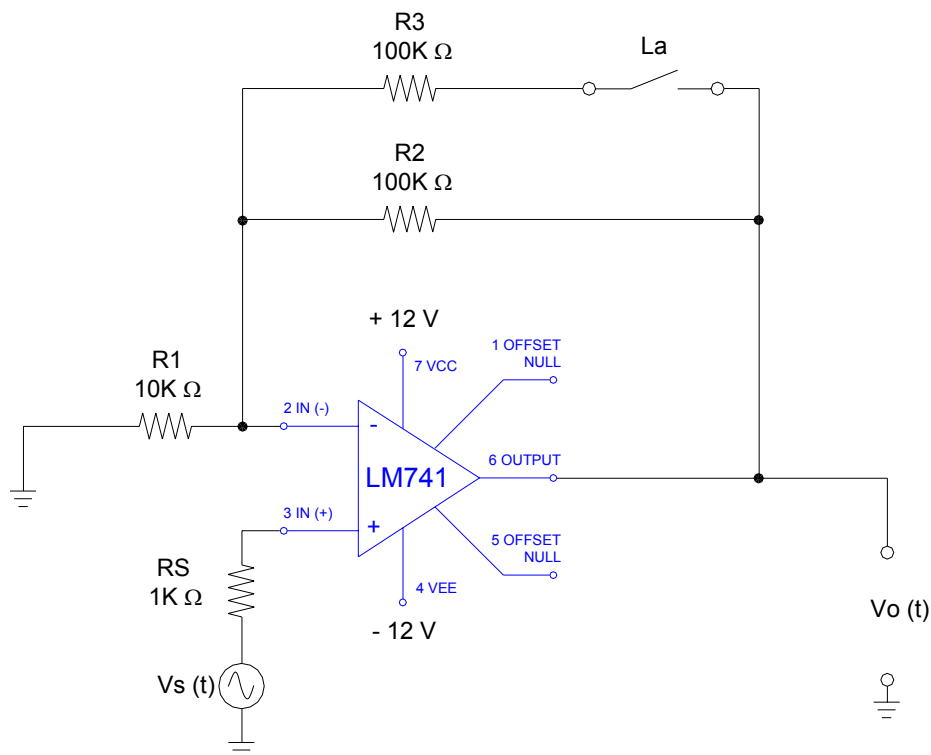 R3
100K Ω
La
R2
100K Ω
+ 12 V
1 OFFSET
NULL
7 VCC
R1
10K Ω
2 IN (-)
-
6 OUTPUT
LM741
3 IN (+)
+
5 OFFSET
NULL
RS
1K Ω
4 VEE
- 12 V
Vo (t)
Vs (t)